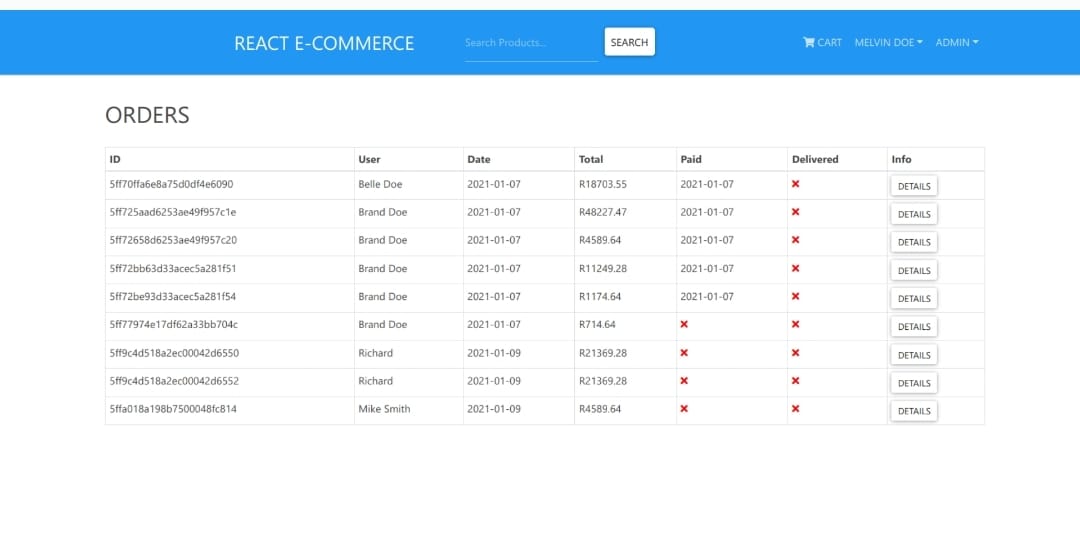 REACT E-COMMERCE Search Products... SEARCH CART MELVIN DOE ADMIN
ORDERS
ID User Date Total Paid Delivered Info
5ff70ffa6e8a75d0df4e6090 Belle Doe 2021-01-07 R18703.55 2021-01-07 DETAILS
5ff725aad6253ae49f957c1e Brand Doe 2021-01-07 R48227.47 2021-01-07 DETAILS
5ff72658d6253ae49f957c20 Brand Doe 2021-01-07 R4589.64 2021-01-07 DETAILS
5ff72bb63d33acec5a281f51 Brand Doe 2021-01-07 R11249.28 2021-01-07 DETAILS
5ff72be93d33acec5a281f54 Brand Doe 2021-01-07 R1174.64 2021-01-07 DETAILS
5ff77974e17df62a33bb704c Brand Doe 2021-01-07 R714.64 DETAILS
5ff9c4d518a2ec00042d6550 Richard 2021-01-09 R21369.28 DETAILS
5ff9c4d518a2ec00042d6552 Richard 2021-01-09 R21369.28 DETAILS
5ffa018a198b7500048fc814 Mike Smith 2021-01-09 R4589.64 DETAILS